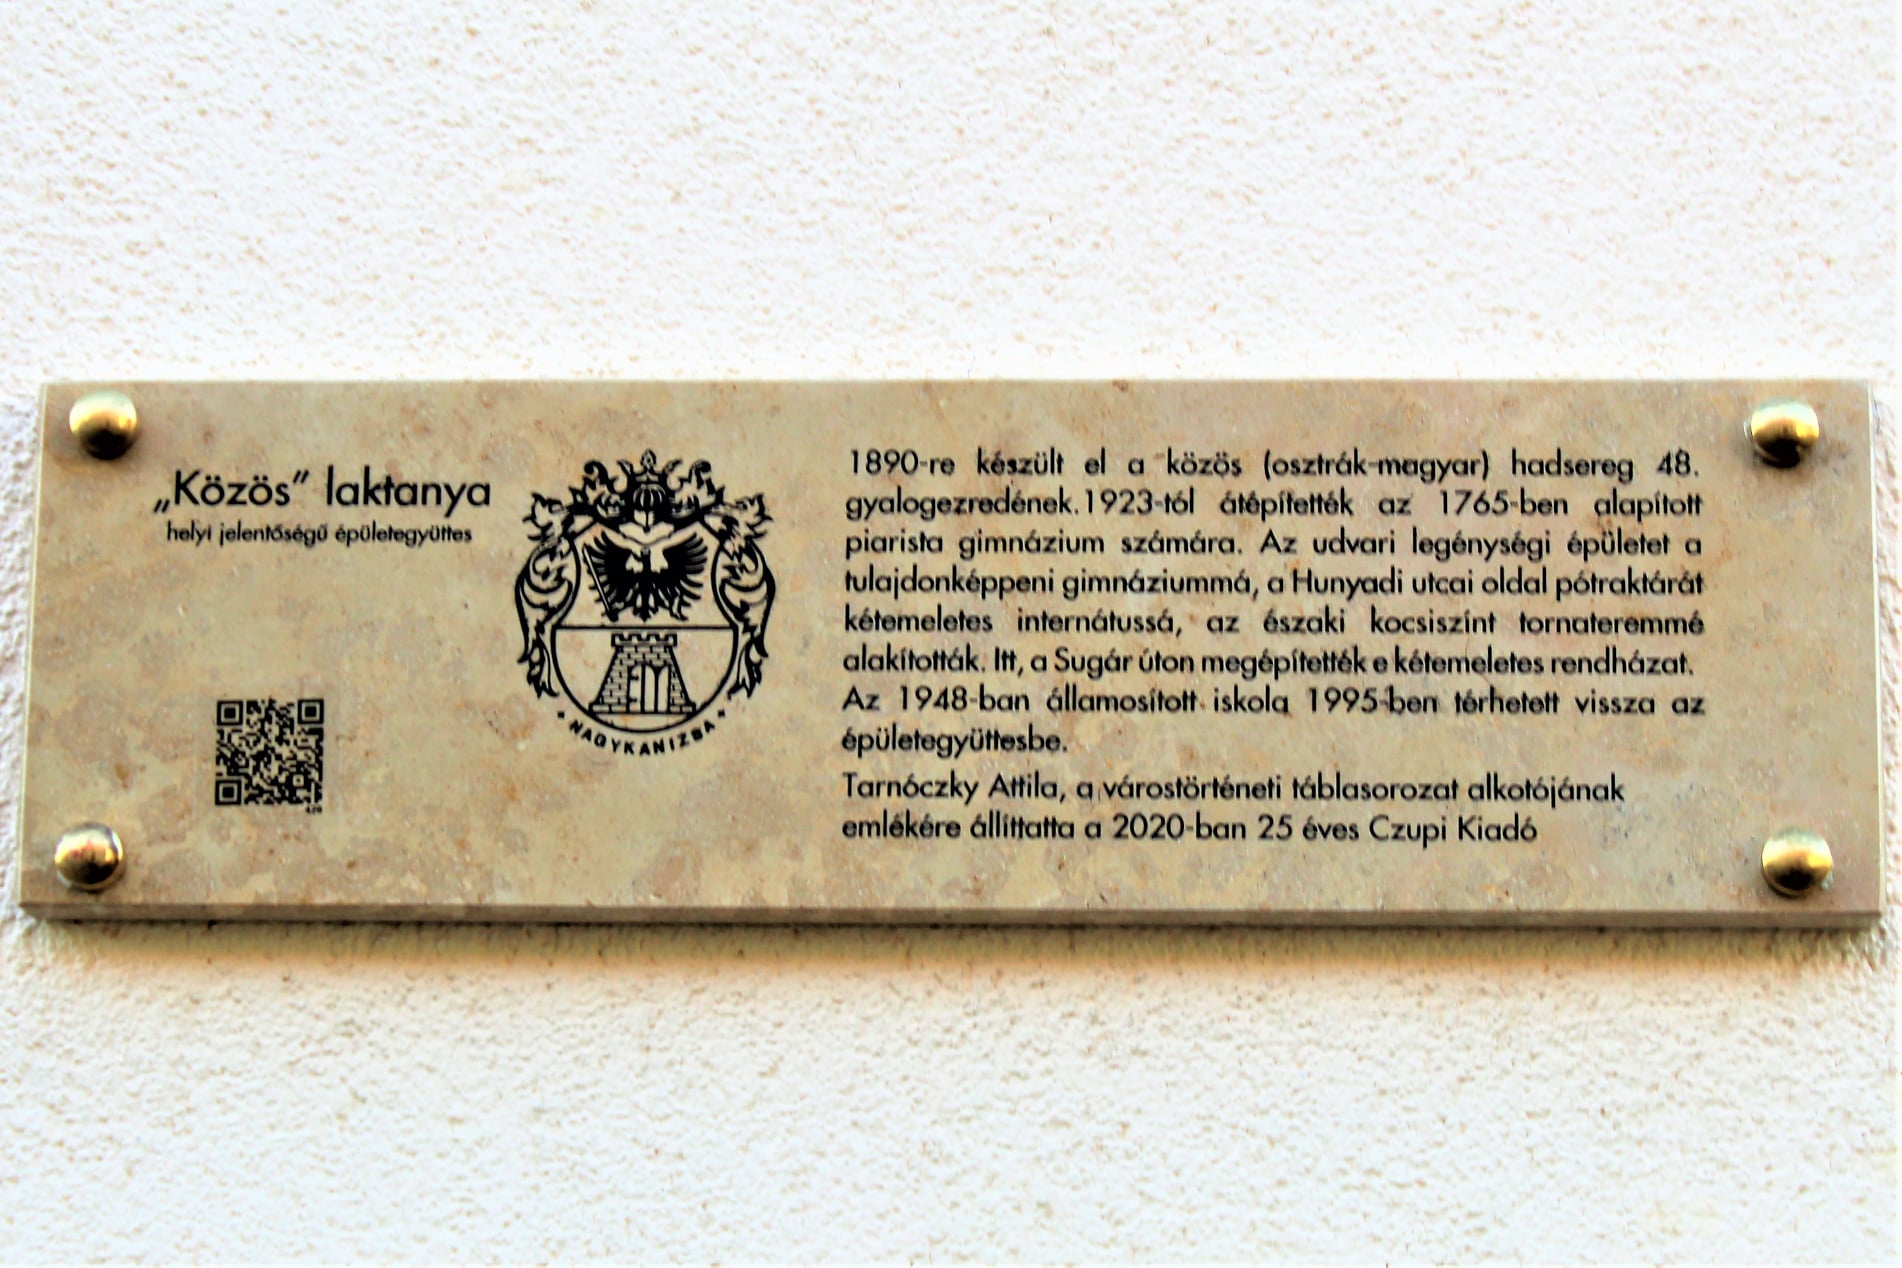 „Közös” laktanya
helyi jelentőségű épületegyüttes
NAGYKANIZSA
1890-re készült el a közös (osztrák-magyar) hadsereg 48.
gyalogezredének. 1923-tól átépítették az 1765-ben alapított
piarista gimnázium számára. Az udvari legénységi épületet a
tulajdonképpeni gimnáziummá, a Hunyadi utcai oldal pótraktárát
kétemeletes internátussá, az északi kocsiszínt tornateremmé
alakították. Itt, a Sugár úton megépítették e kétemeletes rendházat.
Az 1948-ban államosított iskola 1995-ben térhetett vissza az
épületegyüttesbe.
Tarnóczky Attila, a várostörténeti táblasorozat alkotójának
emlékére állíttatta a 2020-ban 25 éves Czupi Kiadó